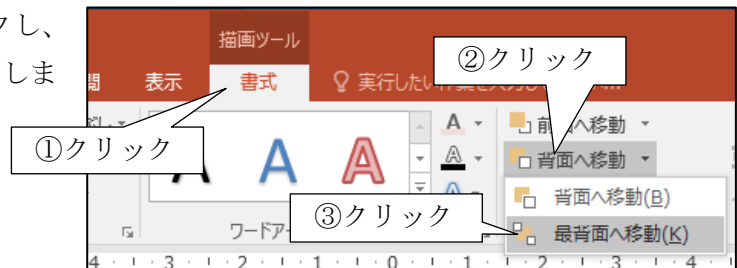 クし、
しま
描画ツール
表示 書式 実行したい
②クリック
①クリック
前面へ移動
背面へ移動
背面へ移動(B)
③クリック
最背面へ移動(K)
ワードアー
4 3 2 1 0 1 2 3 4